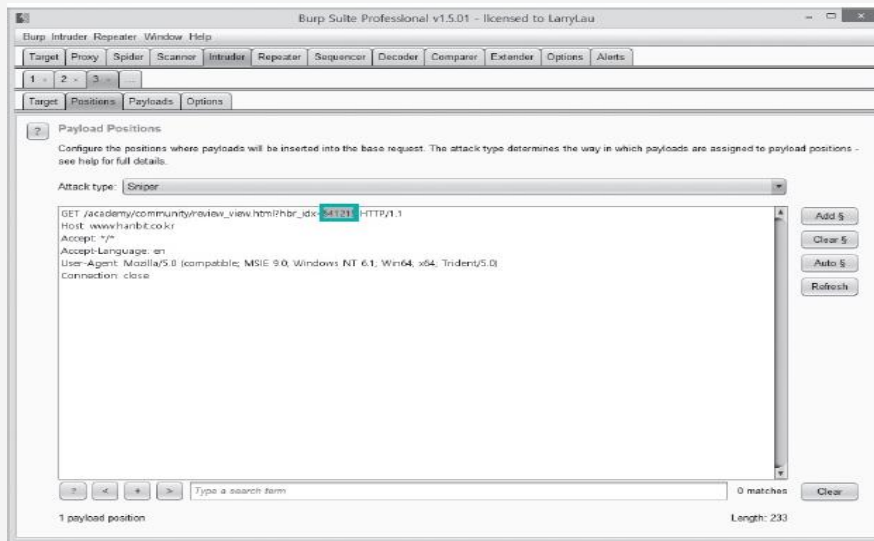 Burp Suite Professional v1.5.01 - licensed to LarryLau
Burp Intruder Repeater Window Help
Target Proxy Spider Scanner Intruder Repeater Sequencer Decoder Comparer Extender Options Alerts
1 × 2 × 3 × ...
Target Positions Payloads Options
? Payload Positions
Configure the positions where payloads will be inserted into the base request. The attack type determines the way in which payloads are assigned to payload positions -
see help for full details.
Attack type: Sniper
GET /academy/community/review_view.html?hbr_idx= HTTP/1.1
Host: www.hanbit.co.kr
Accept: */*
Accept-Language: en
User-Agent: Mozilla/5.0 (compatible; MSIE 9.0; Windows NT 6.1; Win64; x64; Trident/5.0)
Connection: close
Add §
Clear §
Auto §
Refresh
? < + > Type a search term 0 matches Clear
1 payload position Length: 233